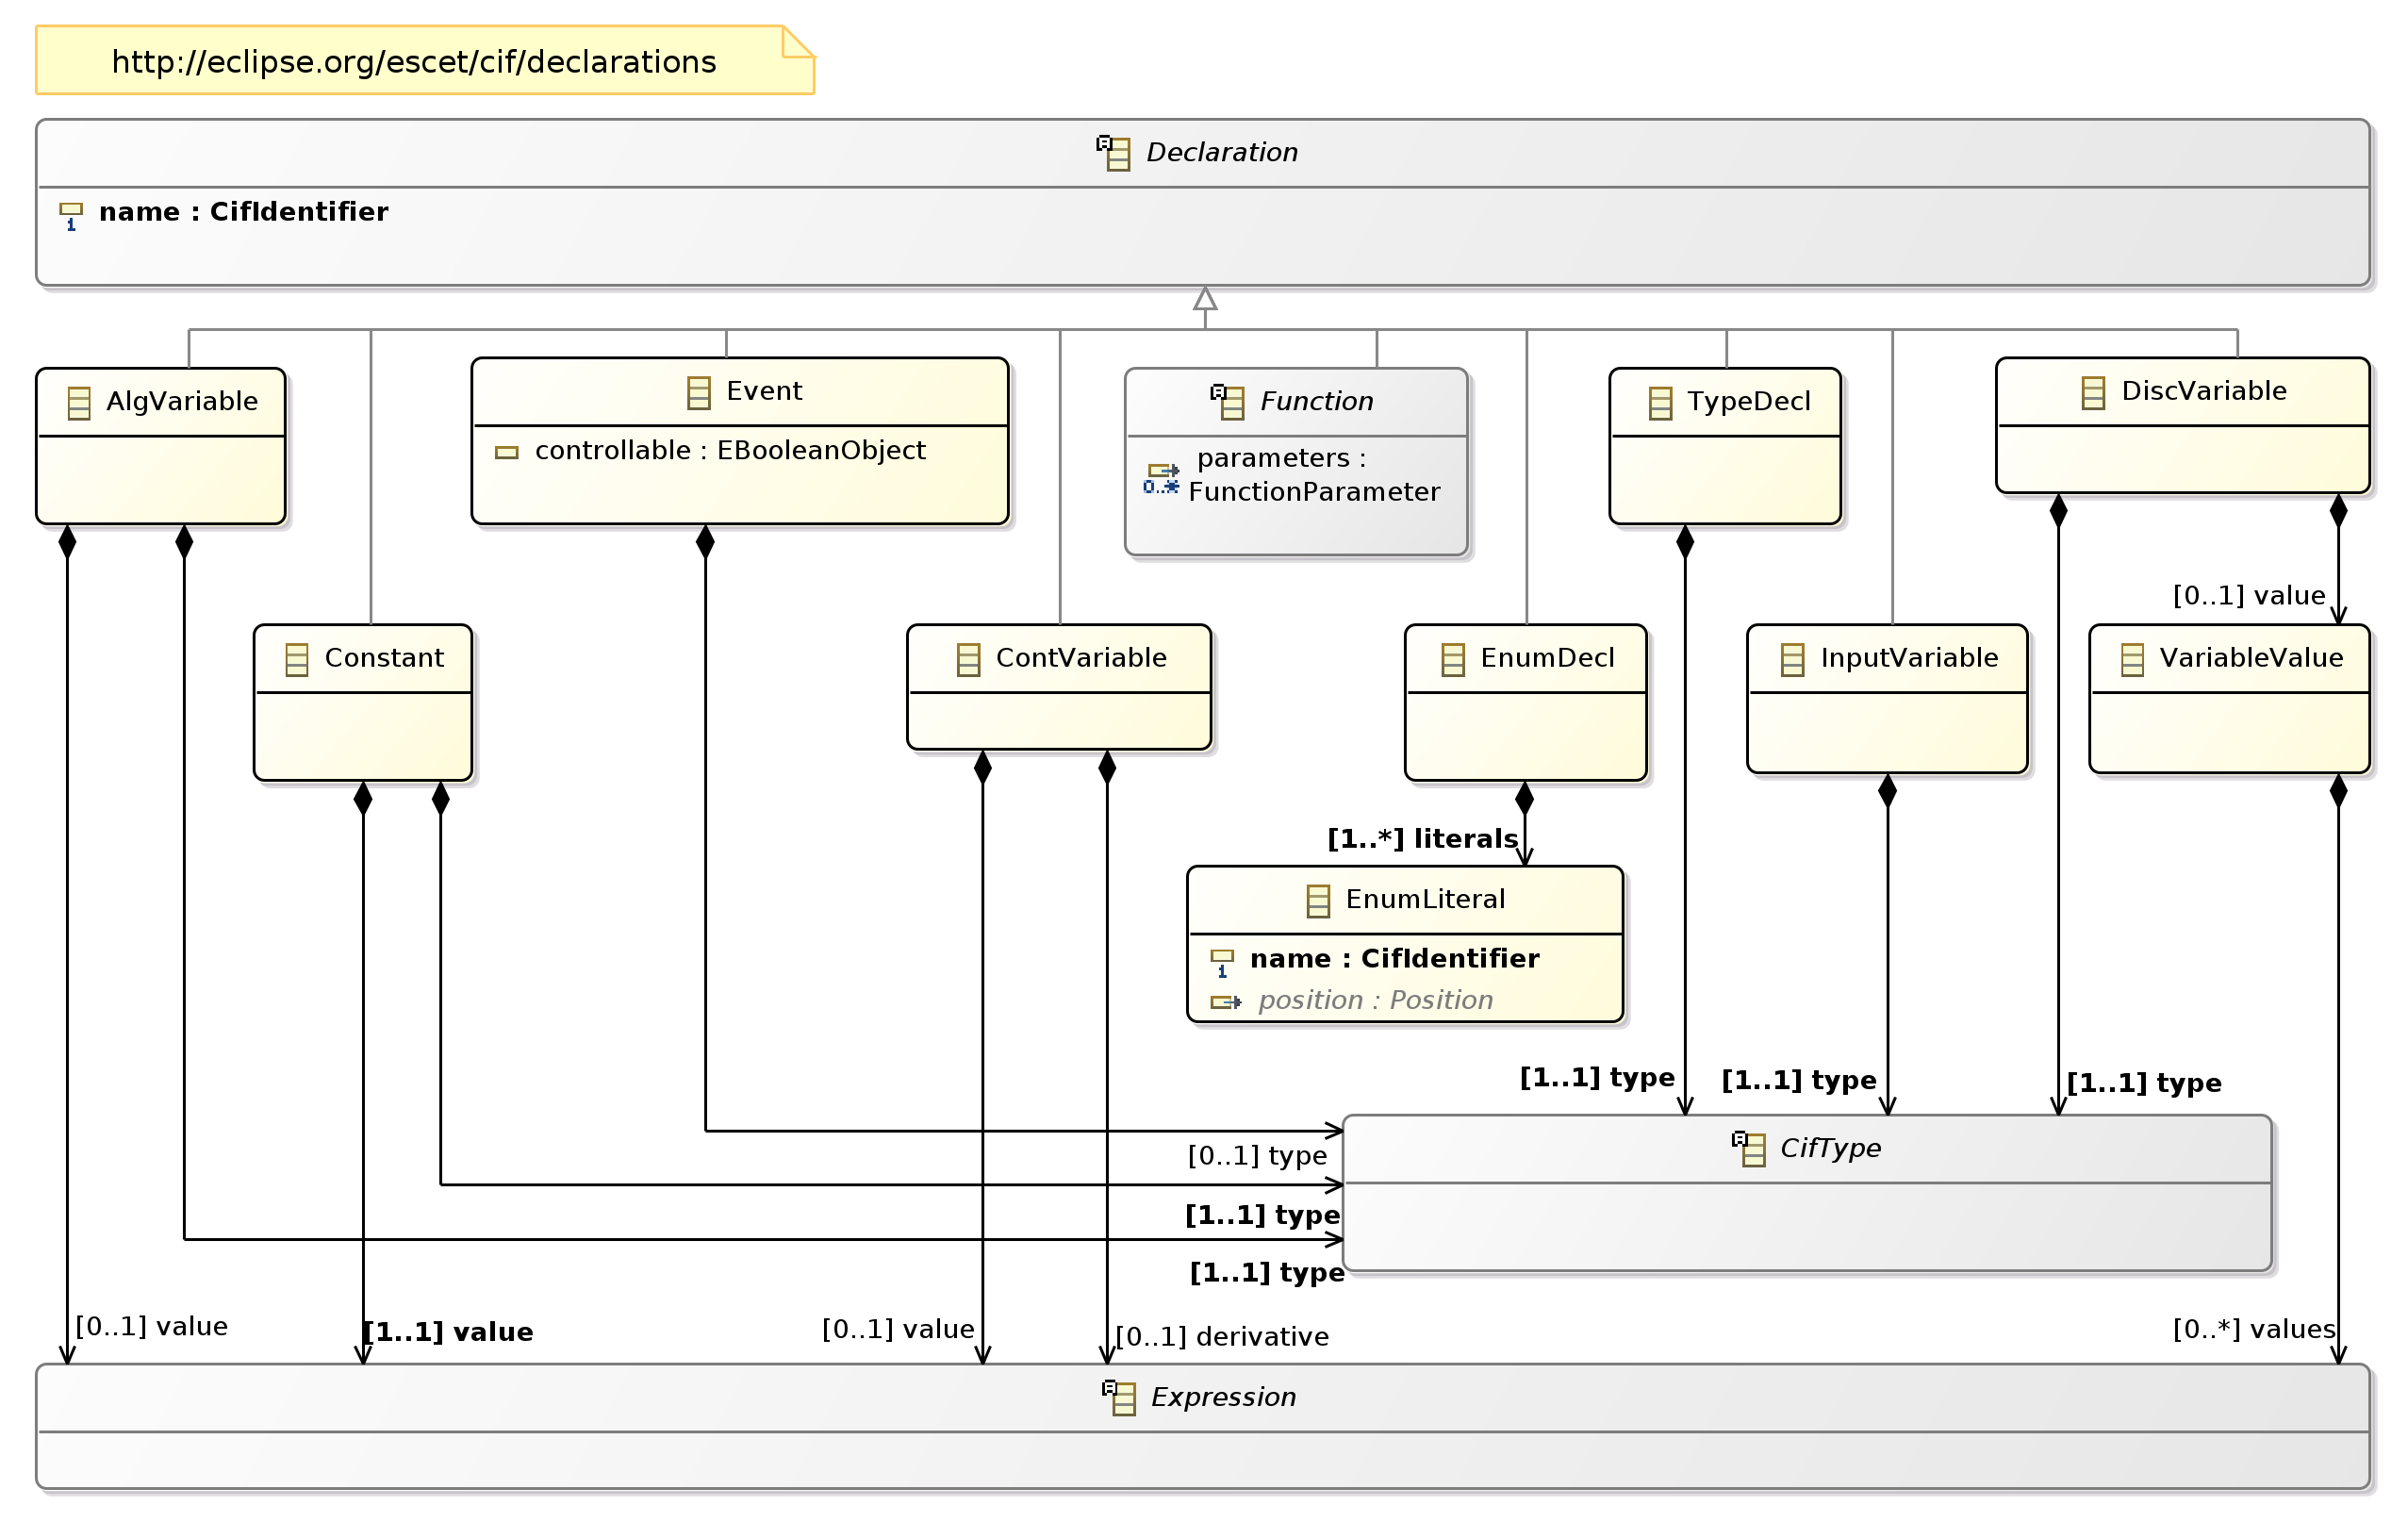 http://eclipse.org/escet/cif/declarations
Declaration
name : CifIdentifier
AlgVariable
Event
controllable : EBooleanObject
Function
parameters :
FunctionParameter
0..*
TypeDecl
DiscVariable
[0..1] value
Constant
ContVariable
EnumDecl
InputVariable
VariableValue
[1..*] literals
EnumLiteral
name : CifIdentifier
position : Position
[1..1] type
[1..1] type
[1..1] type
CifType
[0..1] type
[1..1] type
[1..1] type
[0..1] value
[1..1] value
[0..1] value
[0..1] derivative
[0..*] values
Expression